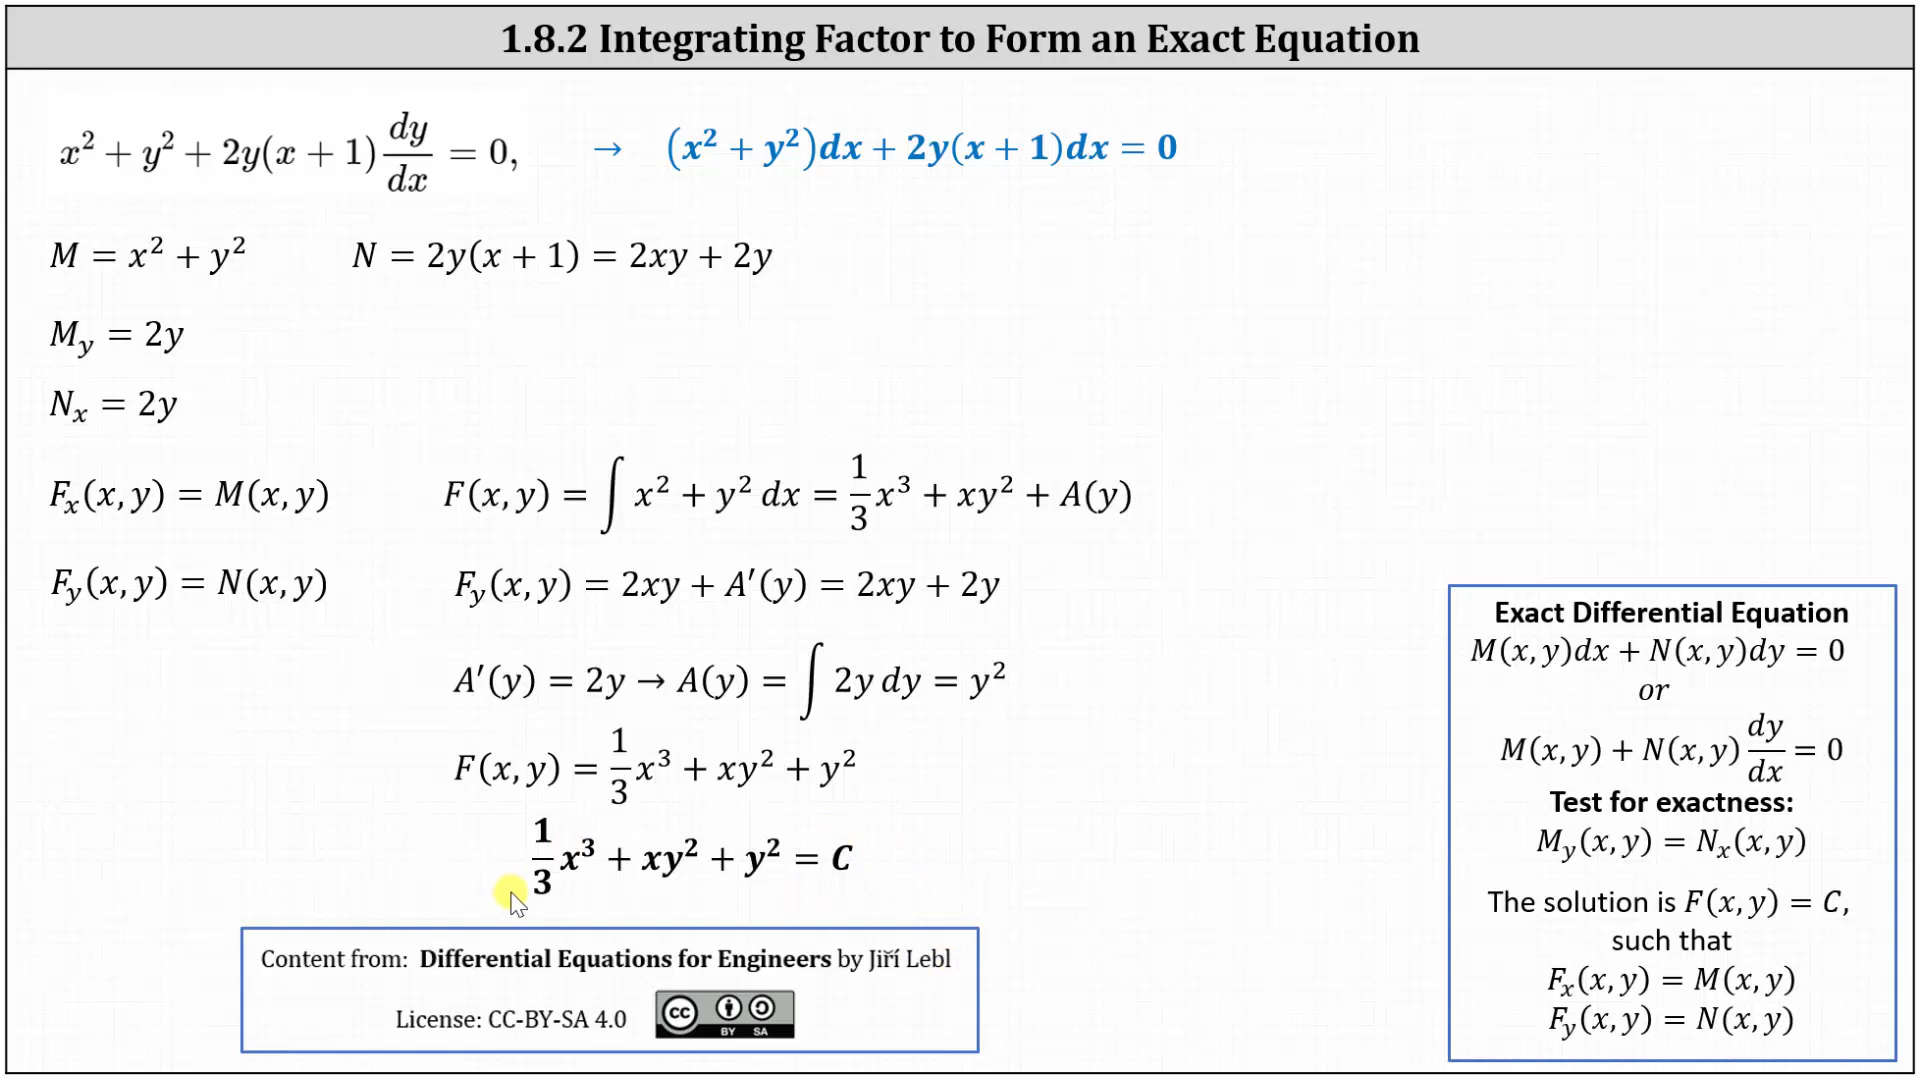 1.8.2 Integrating Factor to Form an Exact Equation
x² + y² + 2y(x + 1) dy/dx = 0, → (x² + y²)dx + 2y(x + 1)dx = 0
M = x² + y² N = 2y(x + 1) = 2xy + 2y
M_y = 2y
N_x = 2y
F_x(x, y) = M(x, y) F(x, y) = ∫ x² + y² dx = 1/3 x³ + xy² + A(y)
F_y(x, y) = N(x, y) F_y(x, y) = 2xy + A′(y) = 2xy + 2y
A′(y) = 2y → A(y) = ∫ 2y dy = y²
F(x, y) = 1/3 x³ + xy² + y²
1/3 x³ + xy² + y² = C
Content from: Differential Equations for Engineers by Jiří Lebl
License: CC-BY-SA 4.0
cc BY SA
Exact Differential Equation
M(x, y)dx + N(x, y)dy = 0
or
M(x, y) + N(x, y) dy/dx = 0
Test for exactness:
M_y(x, y) = N_x(x, y)
The solution is F(x, y) = C,
such that
F_x(x, y) = M(x, y)
F_y(x, y) = N(x, y)